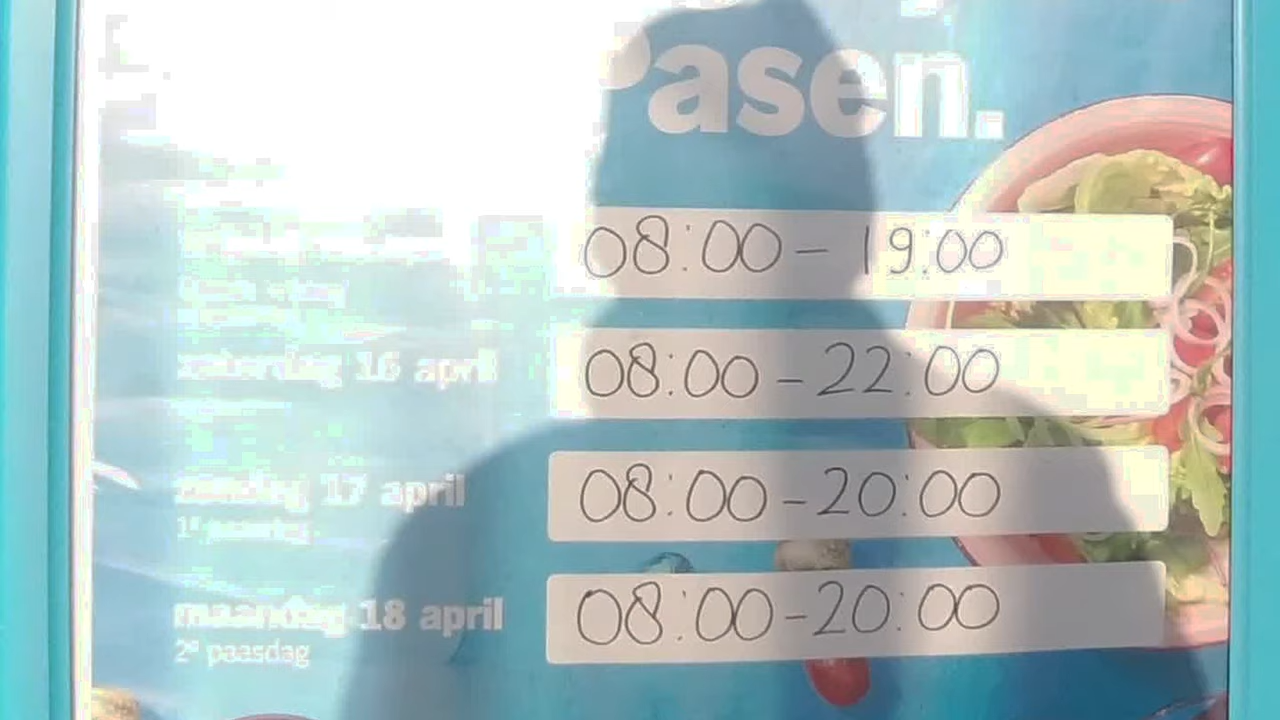 Pasen.
08:00 - 19:00
zaterdag 16 april 08:00 - 22:00
zondag 17 april 08:00 - 20:00
1e paasdag
maandag 18 april 08:00 - 20:00
2e paasdag